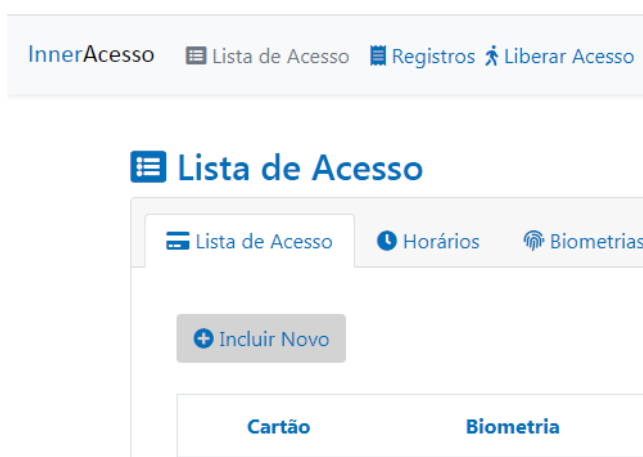 InnerAcesso Lista de Acesso Registros Liberar Acesso
Lista de Acesso
Lista de Acesso Horários Biometrias
Incluir Novo
Cartão Biometria